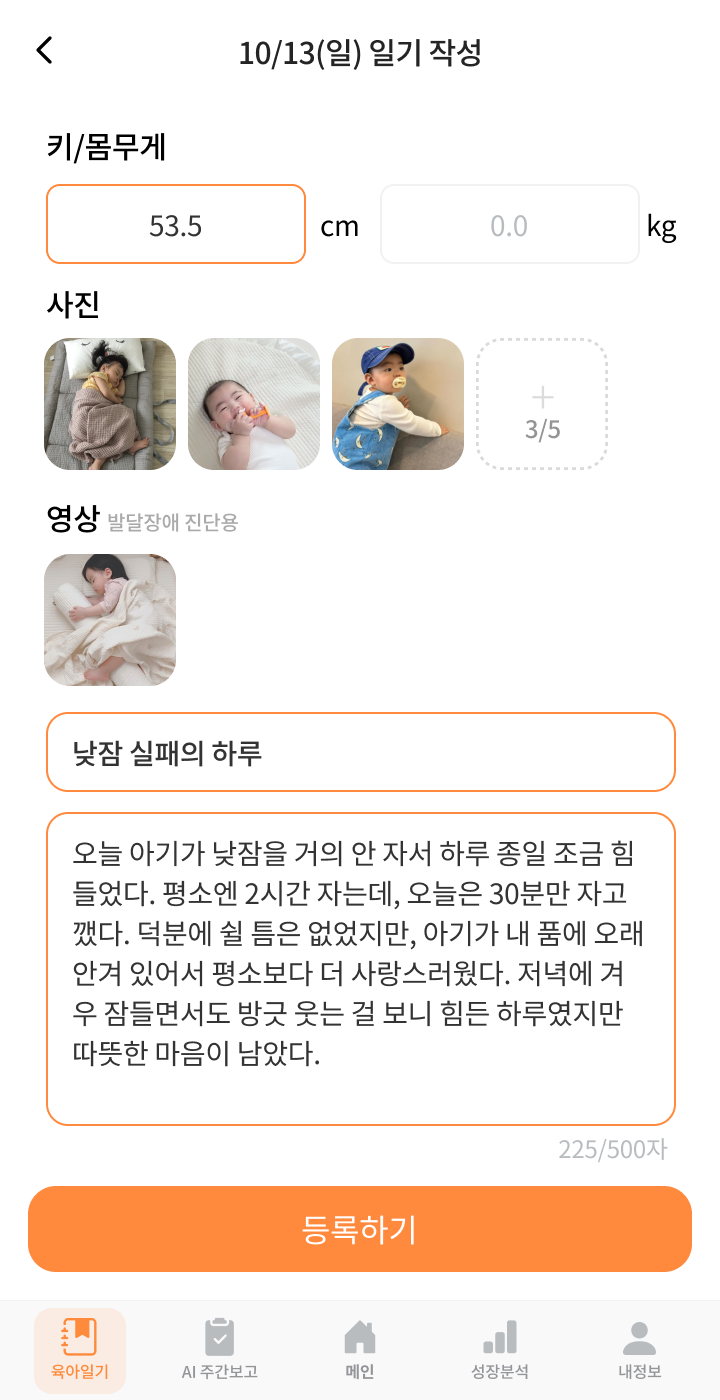 10/13(일) 일기 작성
키/몸무게
53.5 cm 0.0 kg
사진
3/5
영상 발달장애 진단용
낮잠 실패의 하루
오늘 아기가 낮잠을 거의 안 자서 하루 종일 조금 힘
들었다. 평소엔 2시간 자는데, 오늘은 30분만 자고
깼다. 덕분에 쉴 틈은 없었지만, 아기가 내 품에 오래
안겨 있어서 평소보다 더 사랑스러웠다. 저녁에 겨
우 잠들면서도 방긋 웃는 걸 보니 힘든 하루였지만
따뜻한 마음이 남았다.
225/500자
등록하기
육아일기 AI 주간보고 메인 성장분석 내정보